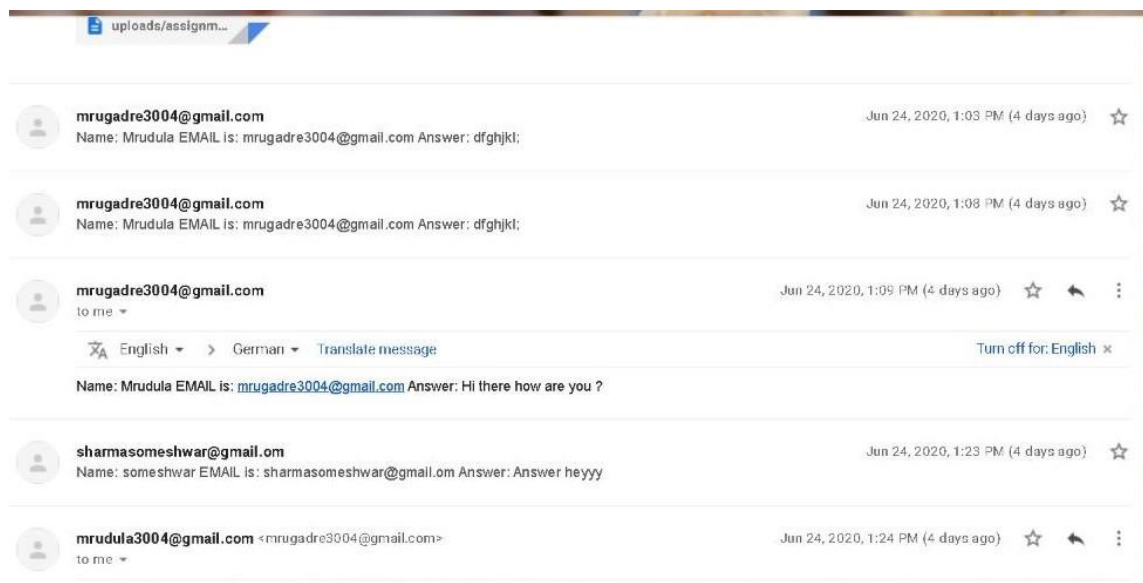 uploads/assignm...
mrugadre3004@gmail.com Jun 24, 2020, 1:03 PM (4 days ago)
Name: Mrudula EMAIL is: mrugadre3004@gmail.com Answer: dfghjkl;
mrugadre3004@gmail.com Jun 24, 2020, 1:08 PM (4 days ago)
Name: Mrudula EMAIL is: mrugadre3004@gmail.com Answer: dfghjkl;
mrugadre3004@gmail.com Jun 24, 2020, 1:09 PM (4 days ago)
to me
English > German Translate message Turn off for: English ×
Name: Mrudula EMAIL is: mrugadre3004@gmail.com Answer: Hi there how are you ?
sharmasomeshwar@gmail.om Jun 24, 2020, 1:23 PM (4 days ago)
Name: someshwar EMAIL is: sharmasomeshwar@gmail.om Answer: Answer heyyy
mrudula3004@gmail.com <mrugadre3004@gmail.com> Jun 24, 2020, 1:24 PM (4 days ago)
to me